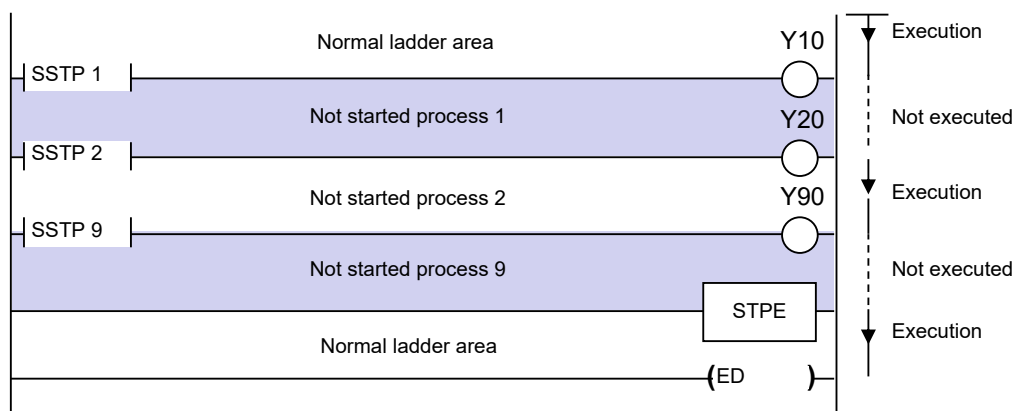 Normal ladder area Y10 Execution
SSTP 1
Not started process 1 Y20 Not executed
SSTP 2
Not started process 2 Y90 Execution
SSTP 9
Not started process 9 Not executed
STPE
Normal ladder area Execution
(ED )